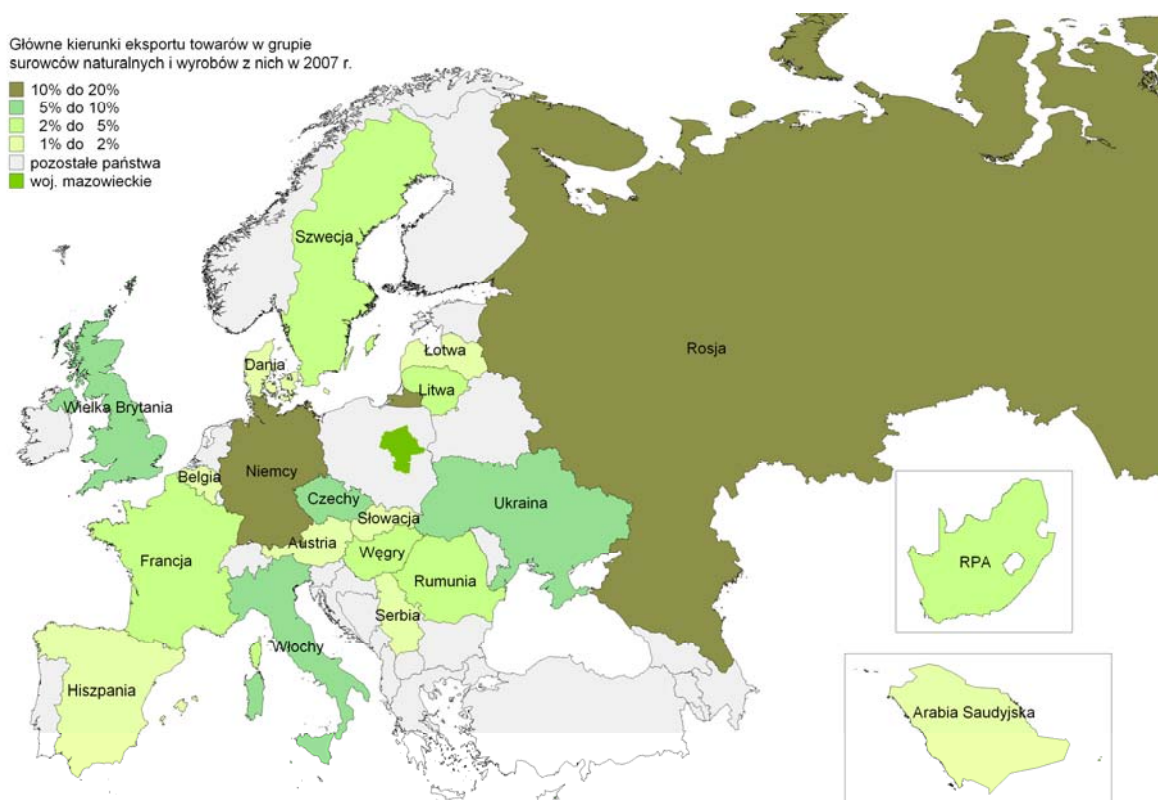 Główne kierunki eksportu towarów w grupie
surowców naturalnych i wyrobów z nich w 2007 r.
10% do 20%
5% do 10%
2% do 5%
1% do 2%
pozostałe państwa
woj. mazowieckie
Szwecja
Rosja
Łotwa
Dania
Litwa
Wielka Brytania
Niemcy
Belgia
Czechy
Ukraina
Słowacja
Austria
Węgry
Francja
RPA
Rumunia
Serbia
Włochy
Hiszpania
Arabia Saudyjska